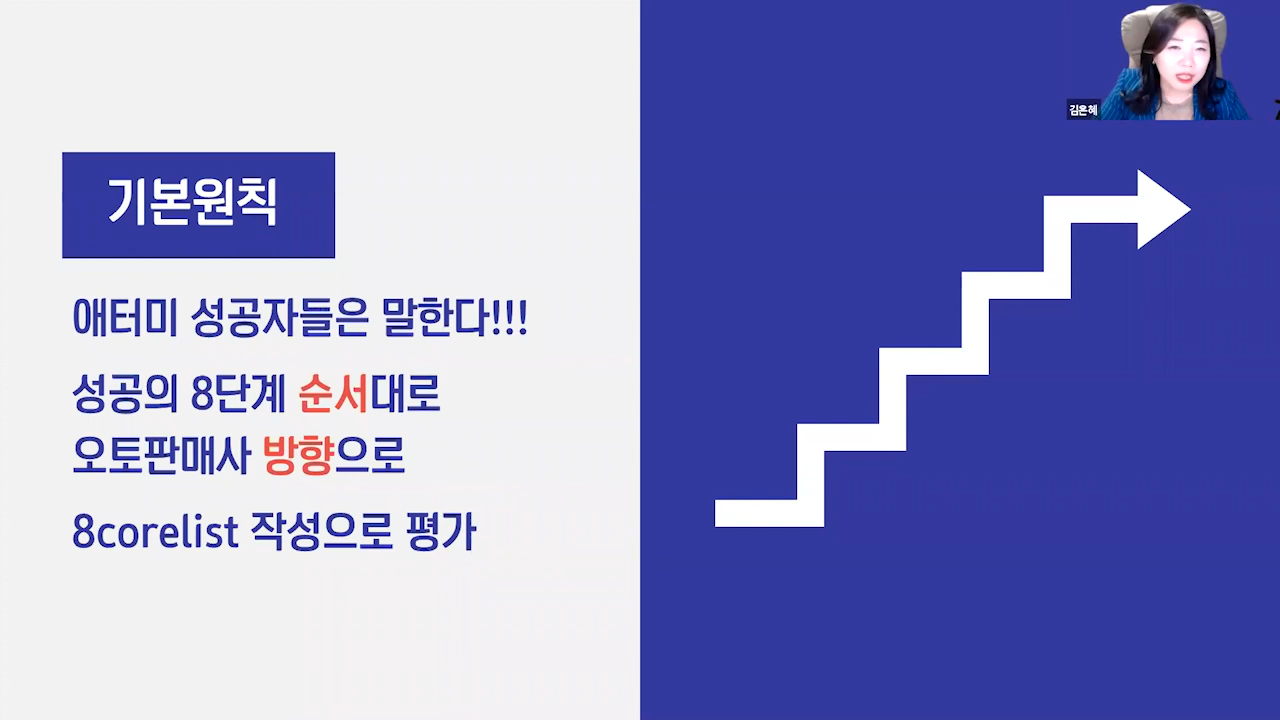 김은혜
기본원칙
애터미 성공자들은 말한다!!!
성공의 8단계 순서대로
오토판매사 방향으로
8corelist 작성으로 평가